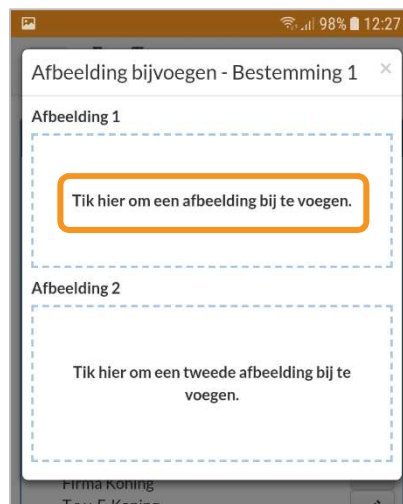 98% 12:27
Afbeelding bijvoegen - Bestemming 1 ×
Afbeelding 1
Tik hier om een afbeelding bij te voegen.
Afbeelding 2
Tik hier om een tweede afbeelding bij te
voegen.
Firma Koning